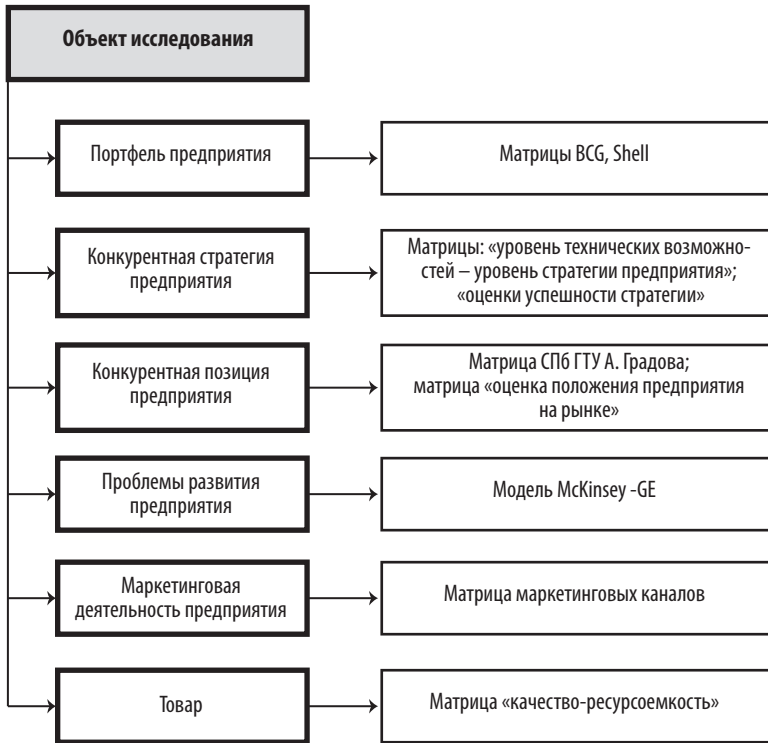 Объект исследования
Портфель предприятия
Матрицы BCG, Shell
Конкурентная стратегия
предприятия
Матрицы: «уровень технических возможно-
стей – уровень стратегии предприятия»;
«оценки успешности стратегии»
Конкурентная позиция
предприятия
Матрица СПб ГТУ А. Градова;
матрица «оценка положения предприятия
на рынке»
Проблемы развития
предприятия
Модель McKinsey -GE
Маркетинговая
деятельность предприятия
Матрица маркетинговых каналов
Товар
Матрица «качество-ресурсоемкость»